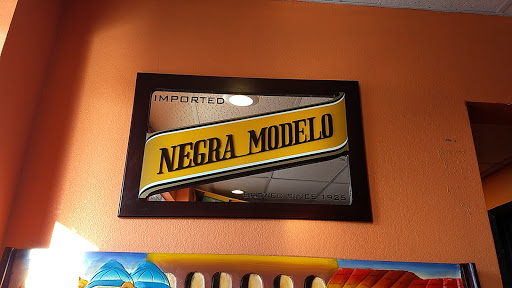 IMPORTED
NEGRA MODELO
BREWED SINCE 1925